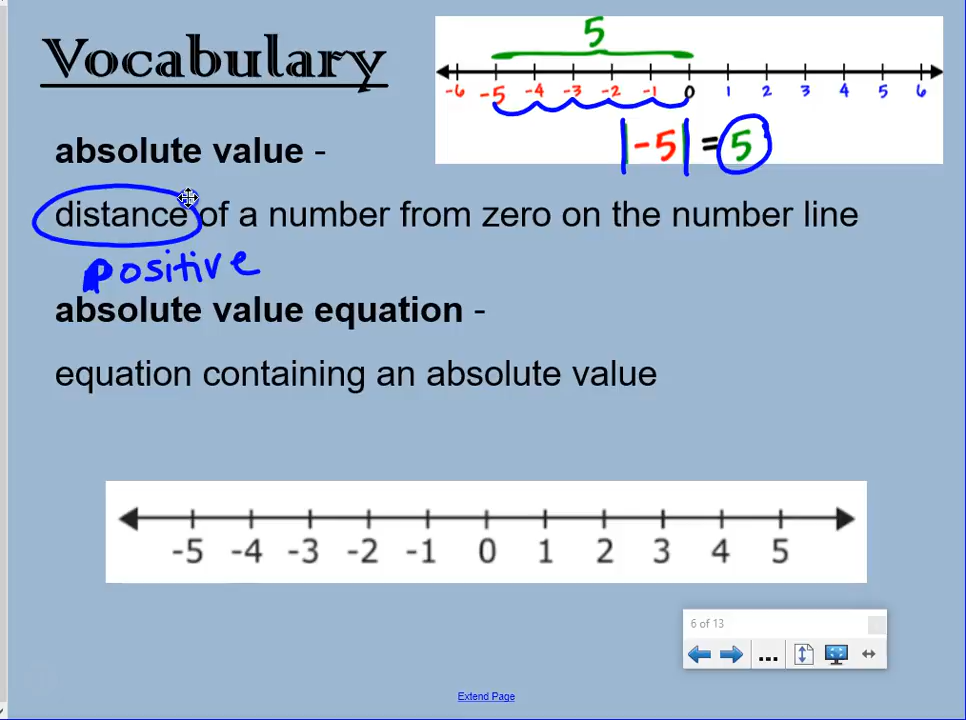 Vocabulary
5
-6 -5 -4 -3 -2 -1 0 1 2 3 4 5 6
|-5| = 5
absolute value -
distance of a number from zero on the number line
positive
absolute value equation -
equation containing an absolute value
-5 -4 -3 -2 -1 0 1 2 3 4 5
6 of 13
...
Extend Page